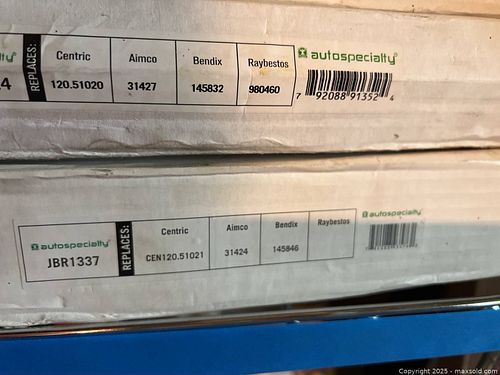 ty®
4
REPLACES:
Centric Aimco Bendix Raybestos
120.51020 31427 145832 980460
autospecialty®
7 92088 91352 4
autospecialty®
JBR1337
REPLACES:
Centric Aimco Bendix Raybestos
CEN120.51021 31424 145846
autospecialty®
Copyright 2025 - maxsold.com